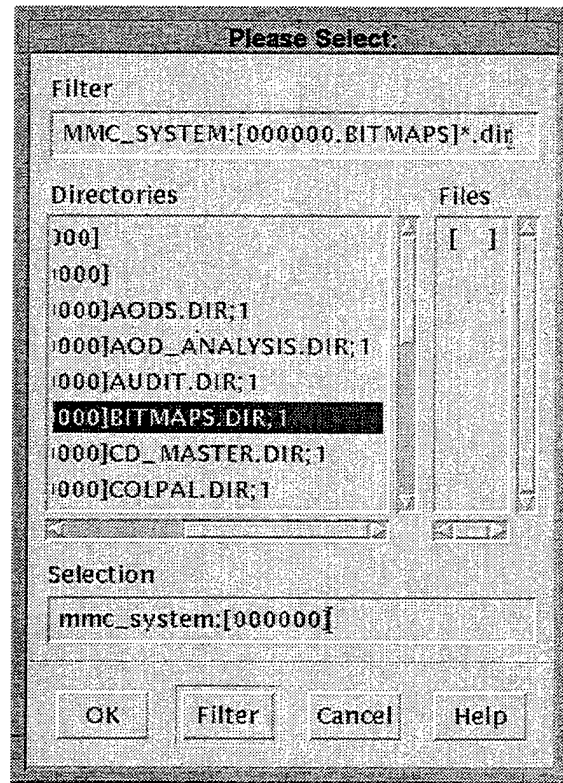 Please Select:
Filter
MMC_SYSTEM:[000000.BITMAPS]*.dir
Directories
Files
000]
[ ]
000]
000]AODS.DIR;1
000]AOD_ANALYSIS.DIR;1
000]AUDIT.DIR;1
000]BITMAPS.DIR;1
000]CD_MASTER.DIR;1
000]COLPAL.DIR;1
Selection
mmc_system:[000000]
OK
Filter
Cancel
Help